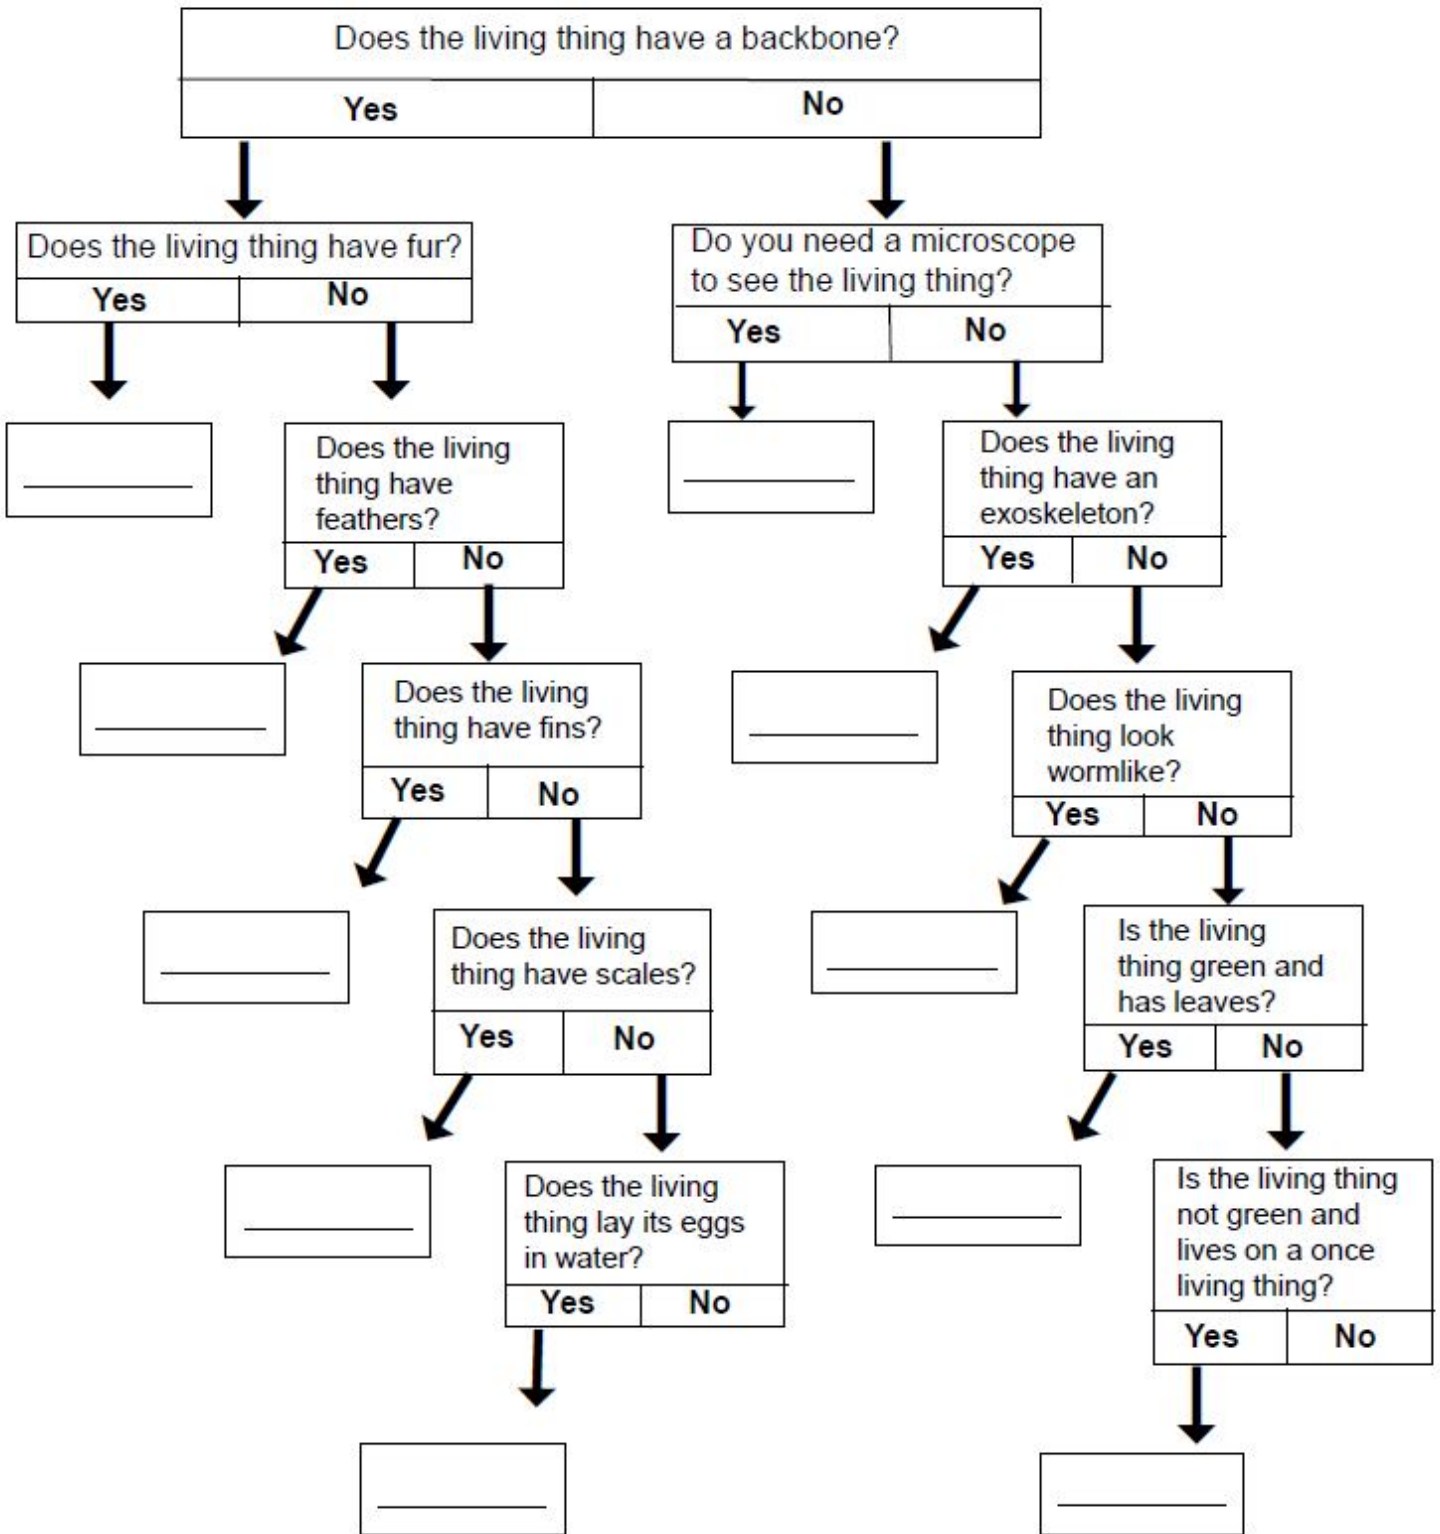 Does the living thing have a backbone?
Yes
No
Does the living thing have fur?
Yes
No
Do you need a microscope
to see the living thing?
Yes
No
Does the living
thing have
feathers?
Yes
No
Does the living
thing have an
exoskeleton?
Yes
No
Does the living
thing have fins?
Yes
No
Does the living
thing look
wormlike?
Yes
No
Does the living
thing have scales?
Yes
No
Is the living
thing green and
has leaves?
Yes
No
Does the living
thing lay its eggs
in water?
Yes
No
Is the living thing
not green and
lives on a once
living thing?
Yes
No